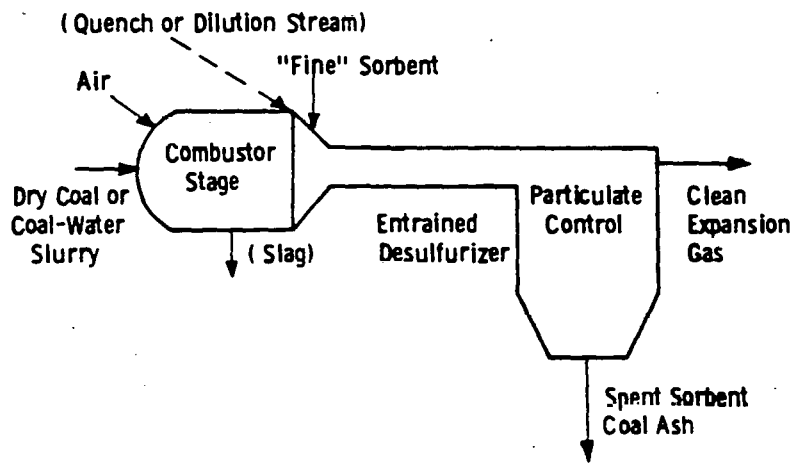 (Quench or Dilution Stream)
"Fine" Sorbent
Air
Combustor
Stage
Dry Coal or
Coal-Water
Slurry
(Slag)
Entrained
Desulfurizer
Particulate
Control
Clean
Expansion
Gas
Spent Sorbent
Coal Ash